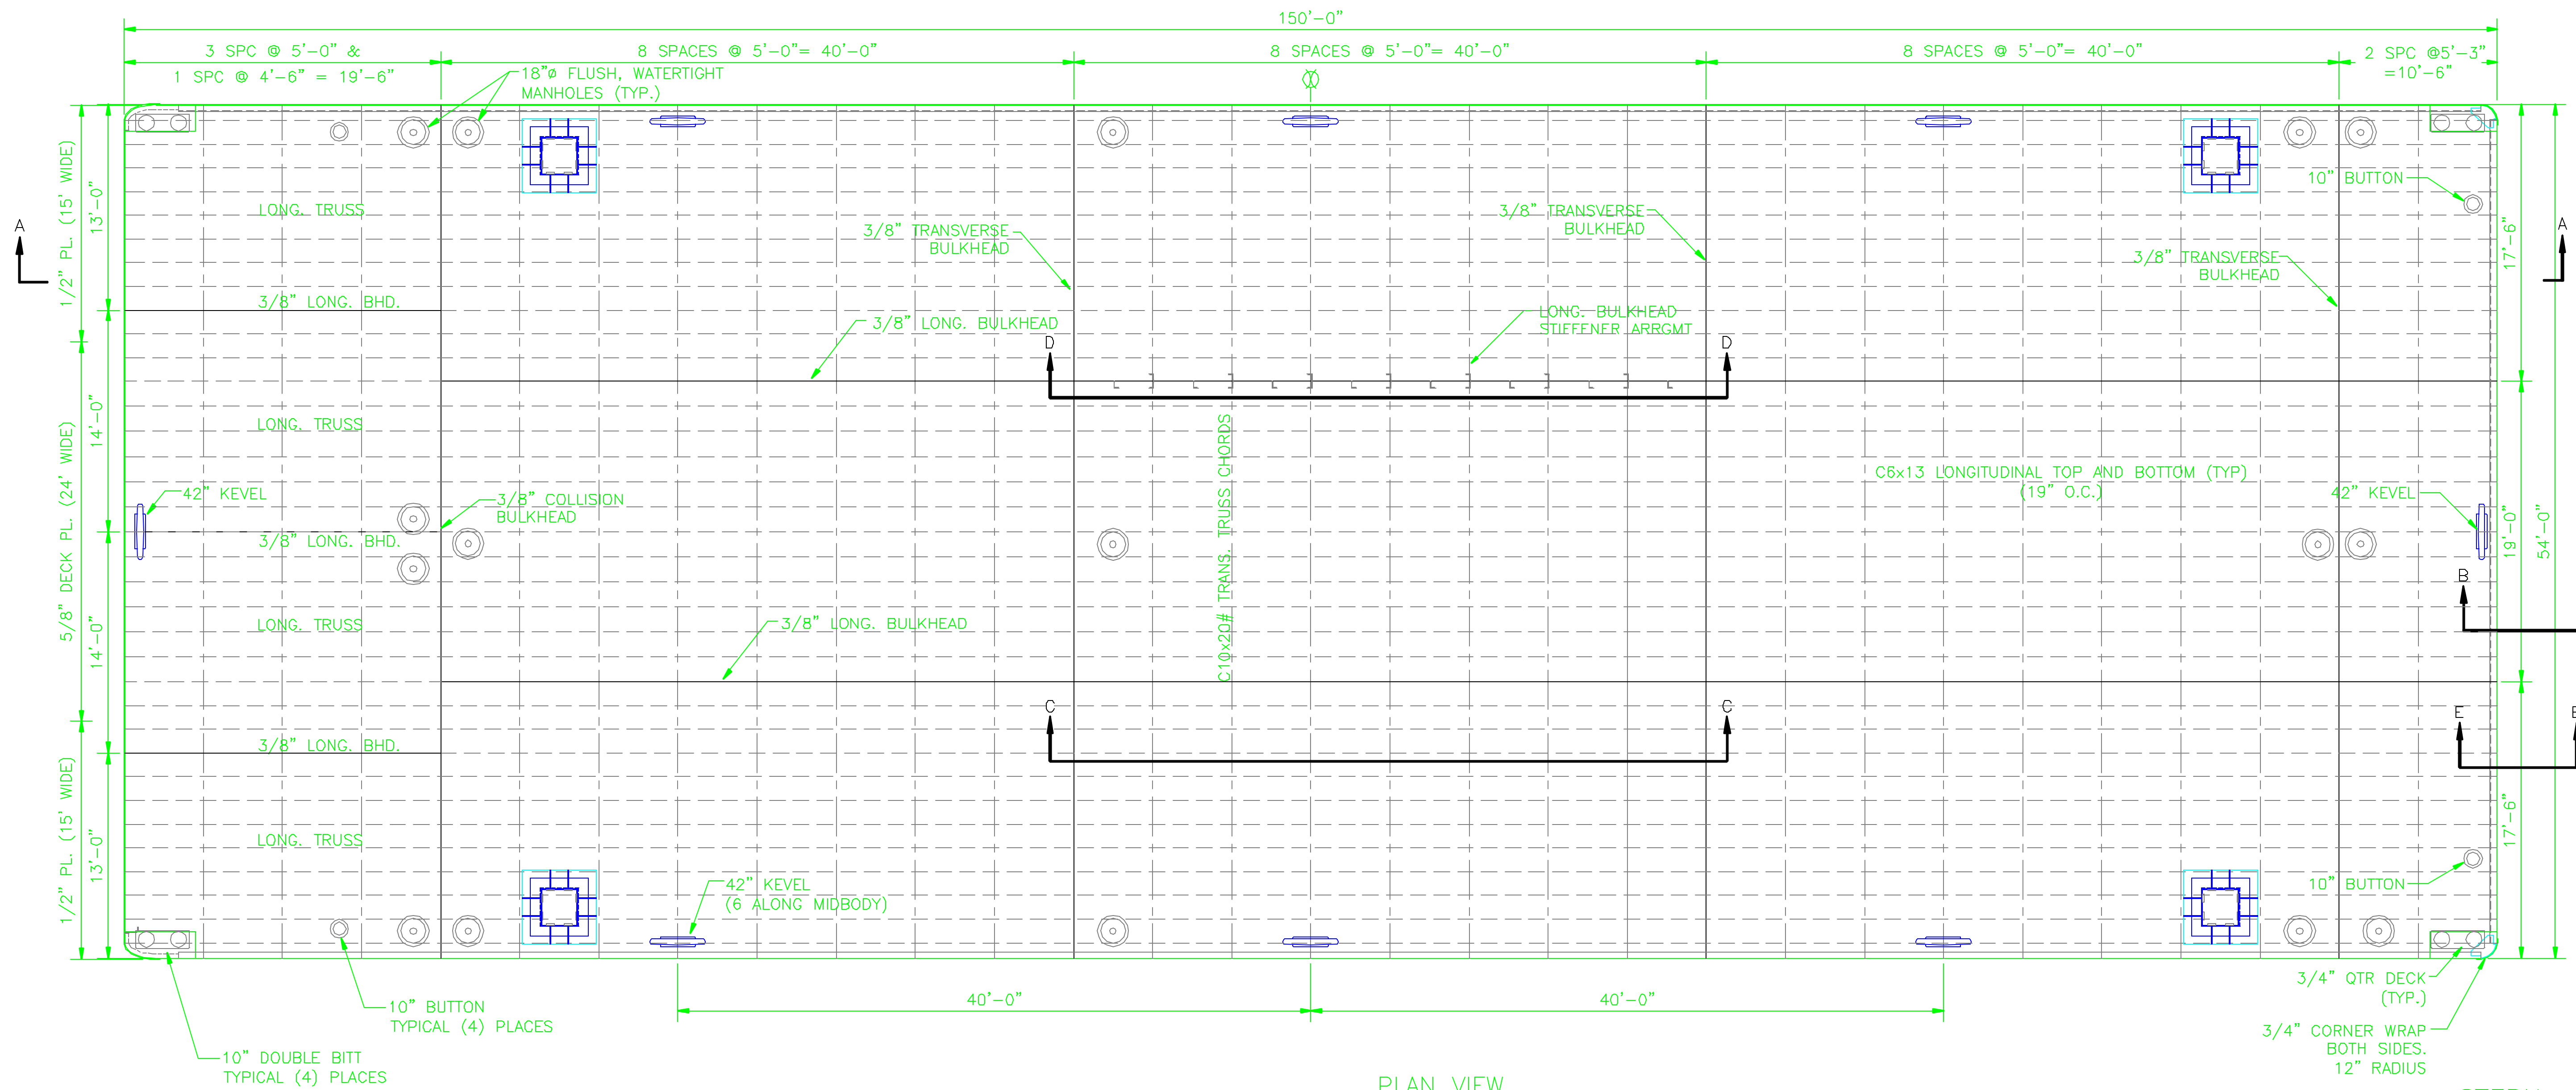 150'-0"
3 SPC @ 5'-0" &
1 SPC @ 4'-6" = 19'-6"
8 SPACES @ 5'-0"= 40'-0"
8 SPACES @ 5'-0"= 40'-0"
8 SPACES @ 5'-0"= 40'-0"
2 SPC @5'-3"
=10'-6"
18"ø FLUSH, WATERTIGHT
MANHOLES (TYP.)
1/2" PL. (15' WIDE)
13'-0"
LONG. TRUSS
3/8" TRANSVERSE
BULKHEAD
3/8" TRANSVERSE
BULKHEAD
3/8" TRANSVERSE
BULKHEAD
10" BUTTON
17'-6"
A
A
3/8" LONG. BHD.
3/8" LONG. BULKHEAD
LONG. BULKHEAD
STIFFENER ARRGMT
D
D
5/8" DECK PL. (24' WIDE)
14'-0"
LONG. TRUSS
C10x20# TRANS. TRUSS CHORDS
C6x13 LONGITUDINAL TOP AND BOTTOM (TYP)
(19" O.C.)
42" KEVEL
3/8" COLLISION
BULKHEAD
42" KEVEL
19'-0"
54'-0"
3/8" LONG. BHD.
B
14'-0"
LONG. TRUSS
3/8" LONG. BULKHEAD
C
C
E
3/8" LONG. BHD.
1/2" PL. (15' WIDE)
13'-0"
LONG. TRUSS
17'-6"
42" KEVEL
(6 ALONG MIDBODY)
10" BUTTON
3/4" QTR DECK
(TYP.)
40'-0"
40'-0"
10" BUTTON
TYPICAL (4) PLACES
3/4" CORNER WRAP
BOTH SIDES.
12" RADIUS
10" DOUBLE BITT
TYPICAL (4) PLACES
PLAN VIEW